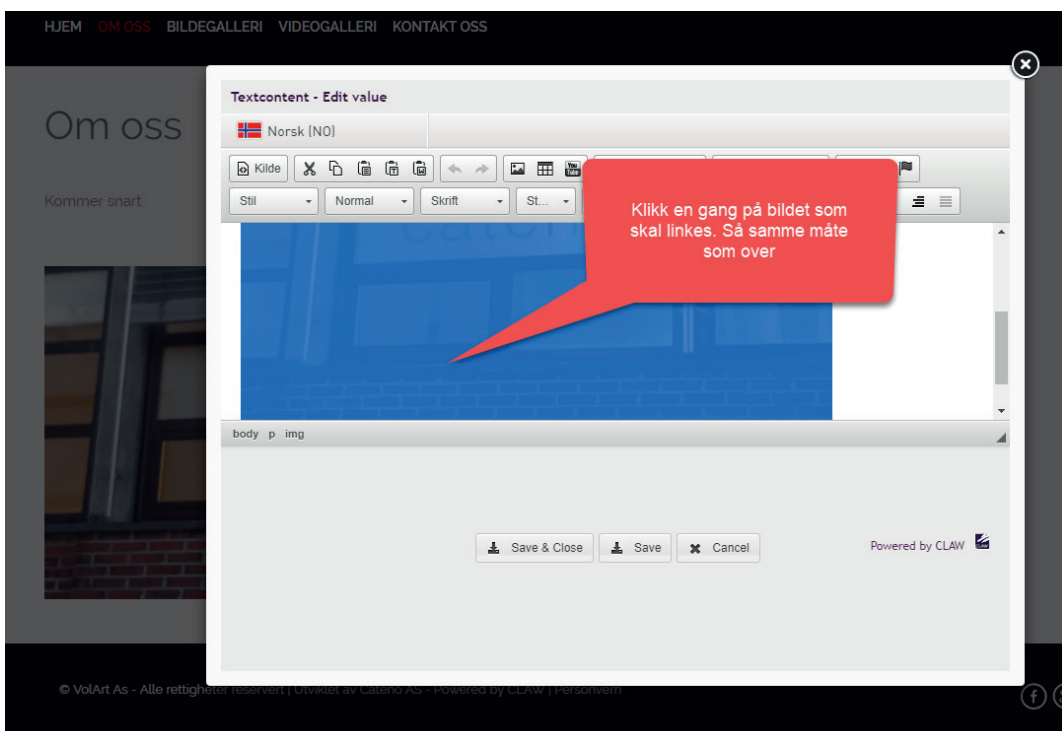 HJEM OM OSS BILDEGALLERI VIDEOGALLERI KONTAKT OSS
Textcontent - Edit value
Om oss
Norsk (NO)
Kilde
You
Tube
Kommer snart
Stil Normal Skrift St...
Klikk en gang på bildet som
skal linkes. Så samme måte
som over
body p img
Save & Close Save Cancel
Powered by CLAW
© VolArt As - Alle rettigheter reservert | Utviklet av Cateno AS - Powered by CLAW | Personvern